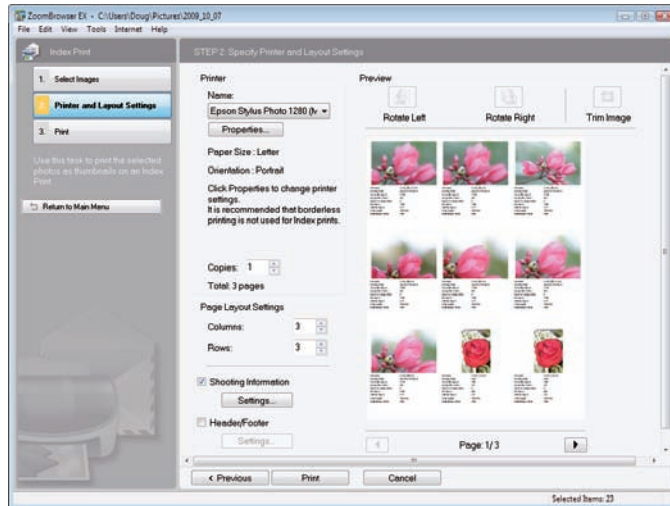 ZoomBrowser EX - C:\Users\Doug\Pictures\2009_10_07
File Edit View Tools Internet Help
Index Print
STEP 2: Specify Printer and Layout Settings
1. Select Images
2. Printer and Layout Settings
3. Print
Use this task to print the selected
photos as thumbnails on an Index
Print.
Return to Main Menu
Printer
Name:
Epson Stylus Photo 1280 (M
Properties...
Paper Size : Letter
Orientation : Portrait
Click Properties to change printer
settings.
It is recommended that borderless
printing is not used for Index prints.
Copies: 1
Total: 3 pages
Page Layout Settings
Columns: 3
Rows: 3
Shooting Information
Settings...
Header/Footer
Settings...
Preview
Rotate Left
Rotate Right
Trim Image
Page: 1/3
< Previous
Print
Cancel
Selected Items: 23